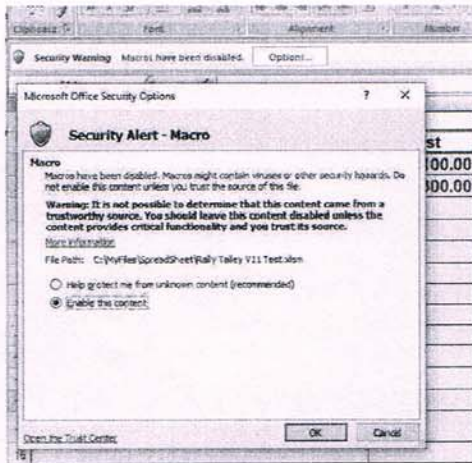 Clipboard Font Alignment Number
Security Warning Macros have been disabled. Options...
Microsoft Office Security Options ? ×
Security Alert - Macro
Macro
Macros have been disabled. Macros might contain viruses or other security hazards. Do
not enable this content unless you trust the source of this file.
Warning: It is not possible to determine that this content came from a
trustworthy source. You should leave this content disabled unless the
content provides critical functionality and you trust its source.
More information
File Path: C:\MyFiles\SpreadSheet\Rally Talley V11 Test.xlsm
Help protect me from unknown content (recommended)
Enable this content
Open the Trust Center
OK Cancel
st
100.00
300.00
16